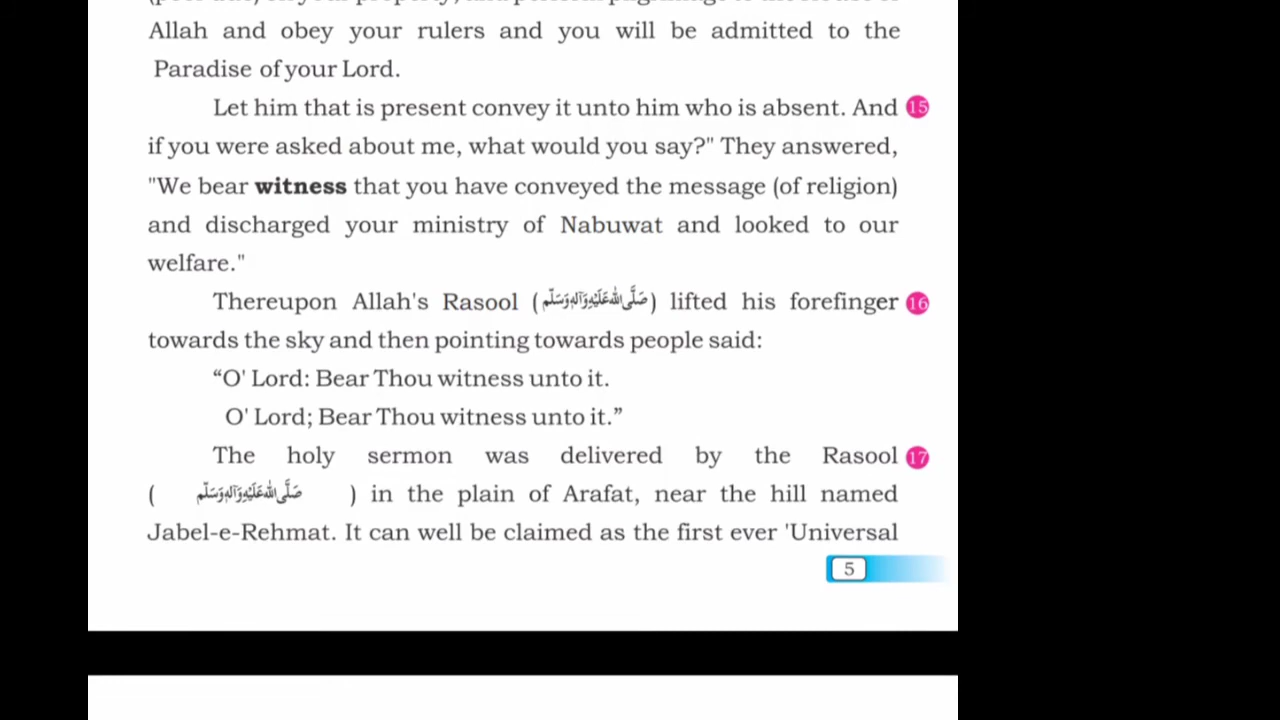 Allah and obey your rulers and you will be admitted to the
Paradise of your Lord.
Let him that is present convey it unto him who is absent. And 15
if you were asked about me, what would you say?" They answered,
"We bear witness that you have conveyed the message (of religion)
and discharged your ministry of Nabuwat and looked to our
welfare."
Thereupon Allah's Rasool (صَلَّى اللهُ عَلَيْهِ وَآلِهٖ وَسَلَّم) lifted his forefinger 16
towards the sky and then pointing towards people said:
“O' Lord: Bear Thou witness unto it.
O' Lord; Bear Thou witness unto it.”
The holy sermon was delivered by the Rasool 17
( صَلَّى اللهُ عَلَيْهِ وَآلِهٖ وَسَلَّم ) in the plain of Arafat, near the hill named
Jabel-e-Rehmat. It can well be claimed as the first ever 'Universal
5